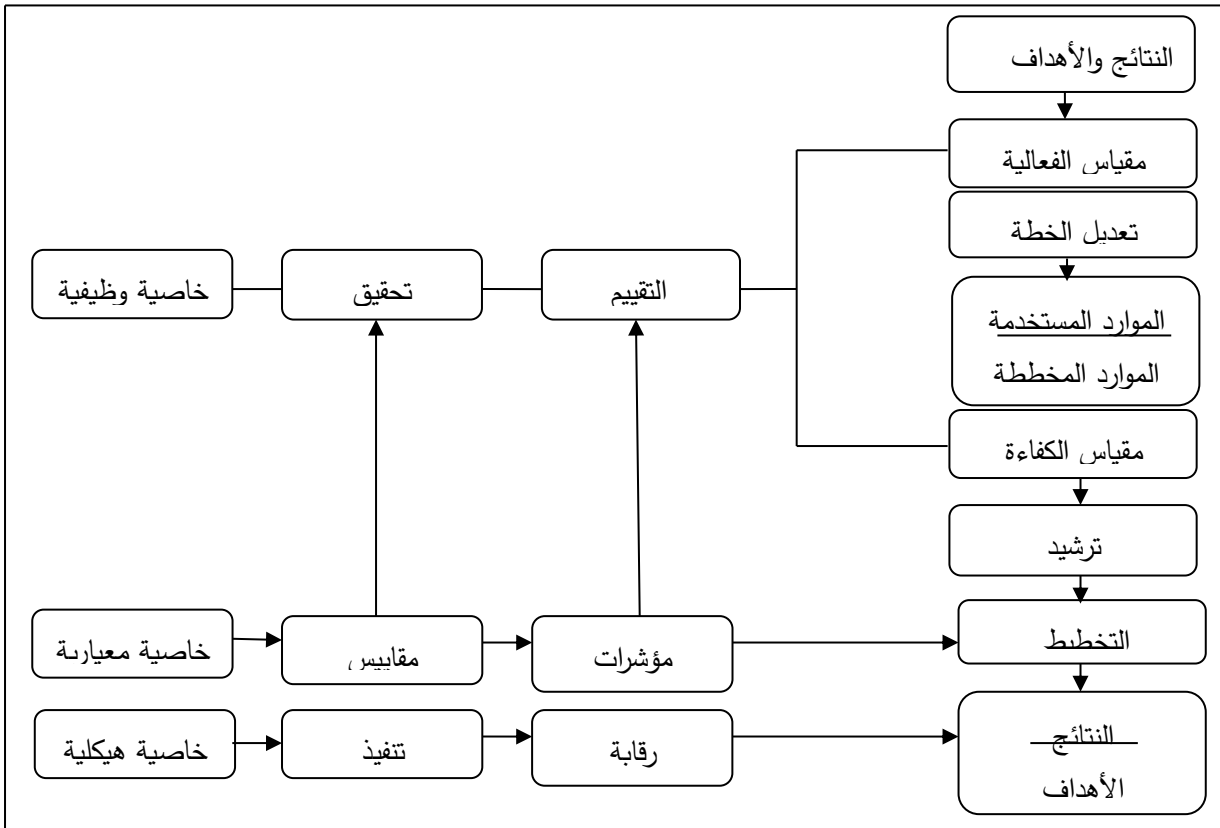 النتائج والأهداف
مقياس الفعالية
تعديل الخطة
خاصية وظيفية
تحقيق
التقييم
الموارد المستخدمة
الموارد المخططة
مقياس الكفاءة
ترشيد
خاصية معيارية
مقاييس
مؤشرات
التخطيط
خاصية هيكلية
تنفيذ
رقابة
النتائج
الأهداف